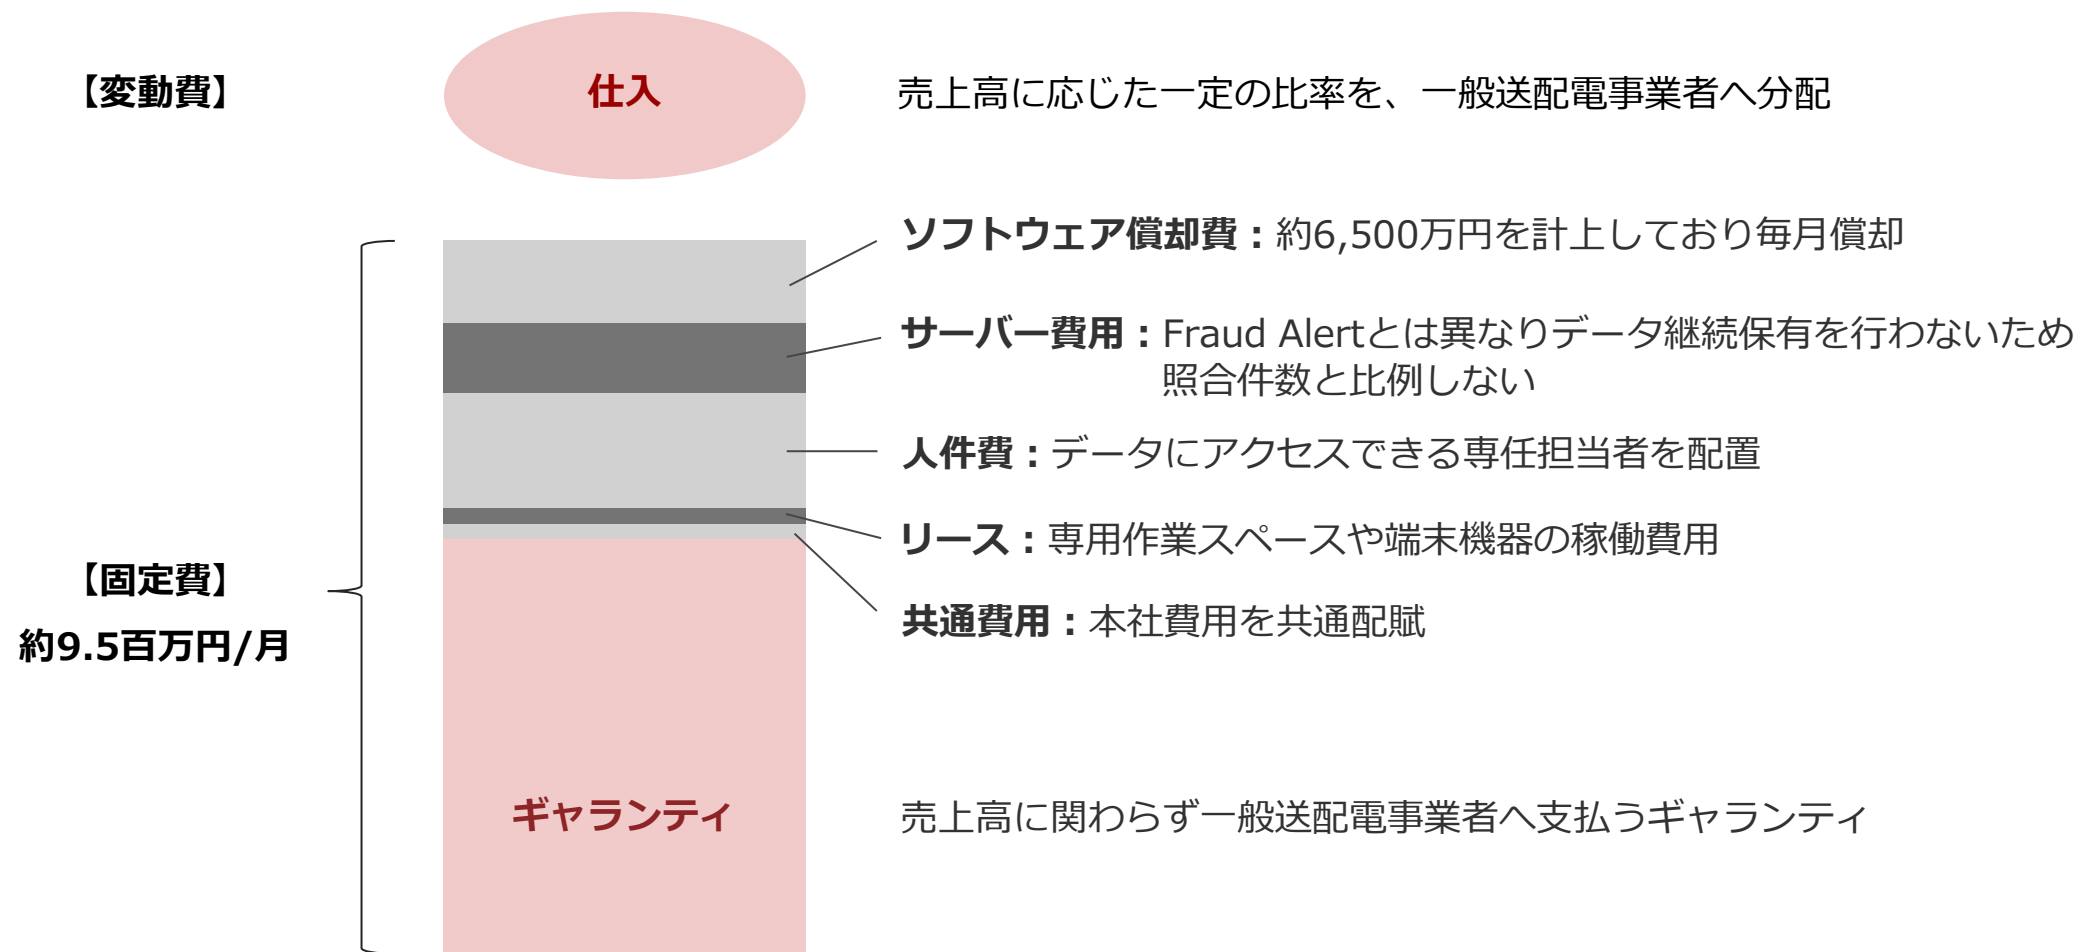 【変動費】
仕入
売上高に応じた一定の比率を、一般送配電事業者へ分配
ソフトウェア償却費：約6,500万円を計上しており毎月償却
サーバー費用：Fraud Alertとは異なりデータ継続保有を行わないため
照合件数と比例しない
人件費：データにアクセスできる専任担当者を配置
リース：専用作業スペースや端末機器の稼働費用
【固定費】
約9.5百万円/月
共通費用：本社費用を共通配賦
ギャランティ
売上高に関わらず一般送配電事業者へ支払うギャランティ